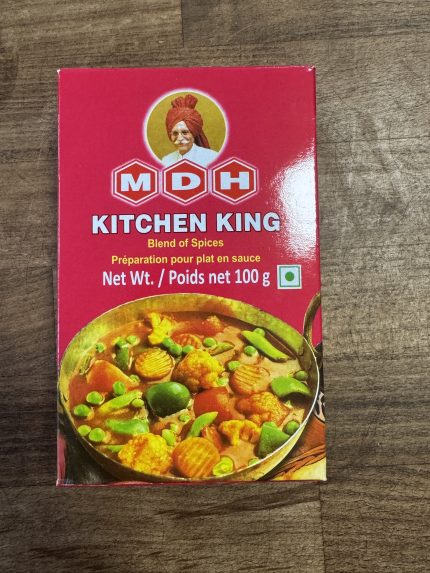 MDH
KITCHEN KING
Blend of Spices
Préparation pour plat en sauce
Net Wt. / Poids net 100 g